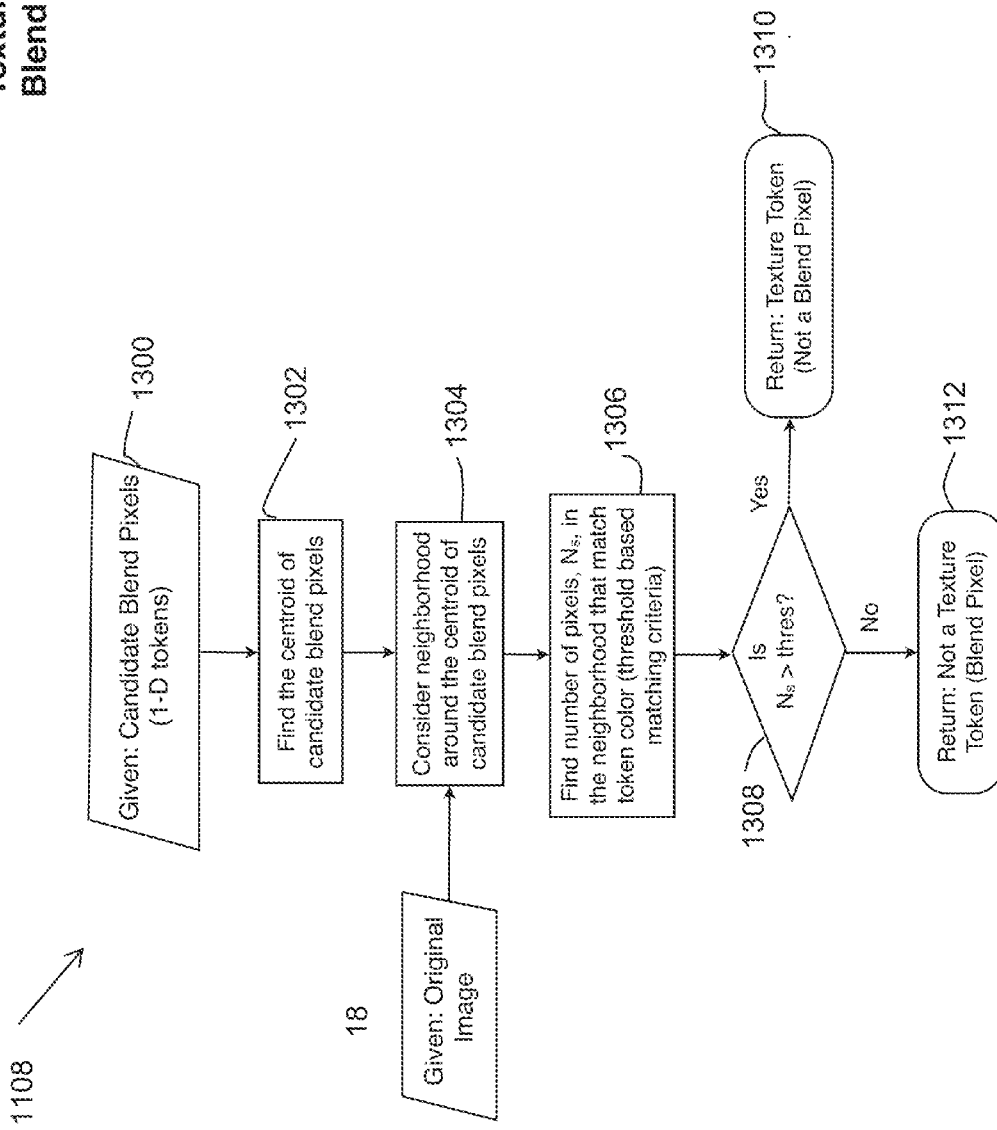 Blend
1108
Given: Candidate Blend Pixels
(1-D tokens)
1300
Find the centroid of
candidate blend pixels
1302
18
Given: Original
Image
Consider neighborhood
around the centroid of
candidate blend pixels
1304
Find number of pixels, Nₛ, in
the neighborhood that match
token color (threshold based
matching criteria)
1306
Is
Nₛ > thres?
1308
Yes
Return: Texture Token
(Not a Blend Pixel)
1310
No
Return: Not a Texture
Token (Blend Pixel)
1312